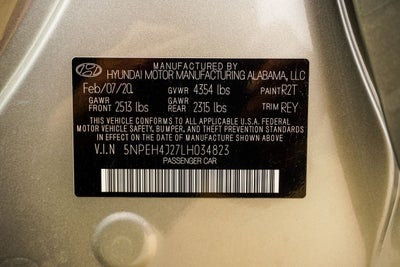 MANUFACTURED BY
HYUNDAI MOTOR MANUFACTURING ALABAMA, LLC
Feb/07/20 GVWR 4354 lbs PAINT R2T
GAWR GAWR
FRONT 2513 lbs REAR 2315 lbs TRIM REY
THIS VEHICLE CONFORMS TO ALL APPLICABLE U.S.A. FEDERAL
MOTOR VEHICLE SAFETY, BUMPER, AND THEFT PREVENTION STANDARDS
IN EFFECT ON THE DATE OF MANUFACTURE SHOWN ABOVE.
V.I.N 5NPEH4J27LH034823
PASSENGER CAR